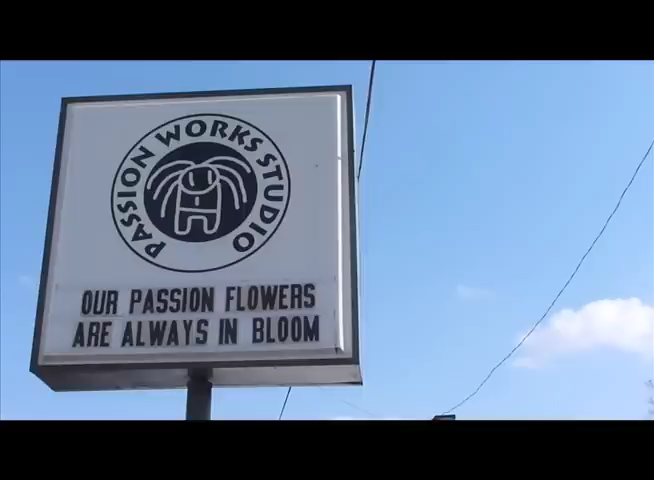 PASSION WORKS STUDIO
OUR PASSION FLOWERS
ARE ALWAYS IN BLOOM